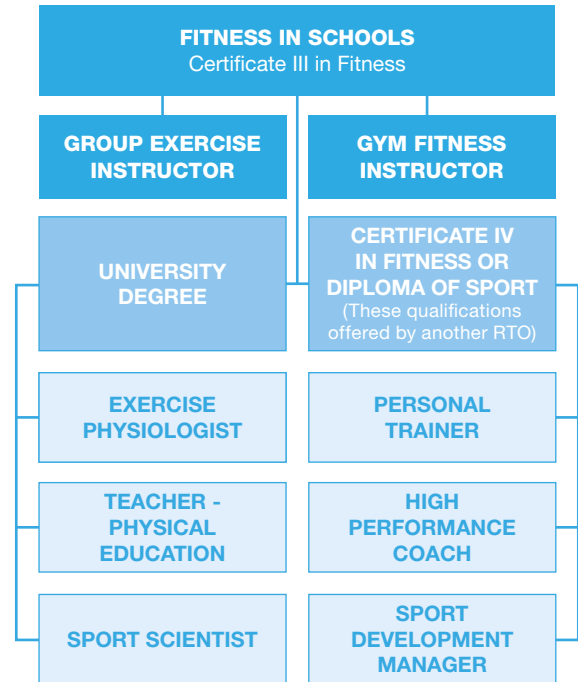 FITNESS IN SCHOOLS
Certificate III in Fitness
GROUP EXERCISE
INSTRUCTOR
GYM FITNESS
INSTRUCTOR
UNIVERSITY
DEGREE
CERTIFICATE IV
IN FITNESS OR
DIPLOMA OF SPORT
(These qualifications
offered by another RTO)
EXERCISE
PHYSIOLOGIST
PERSONAL
TRAINER
TEACHER -
PHYSICAL
EDUCATION
HIGH
PERFORMANCE
COACH
SPORT SCIENTIST
SPORT
DEVELOPMENT
MANAGER